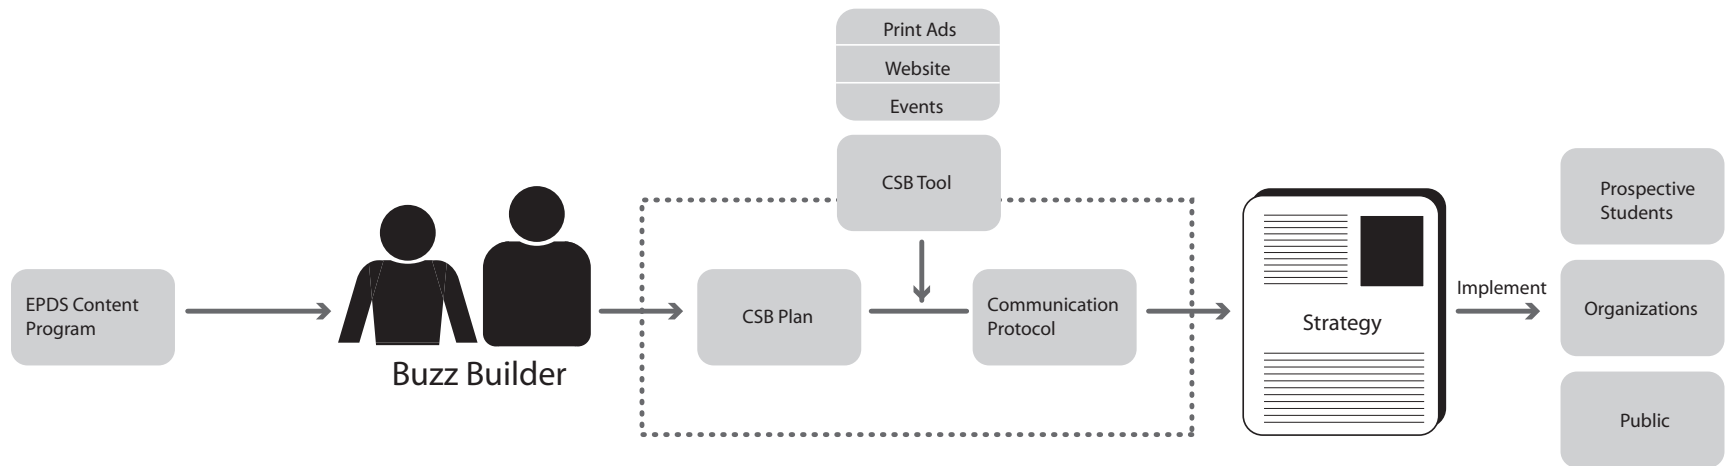 Print Ads
Website
Events
CSB Tool
EPDS Content
Program
Buzz Builder
CSB Plan
Communication
Protocol
Strategy
Implement
Prospective
Students
Organizations
Public